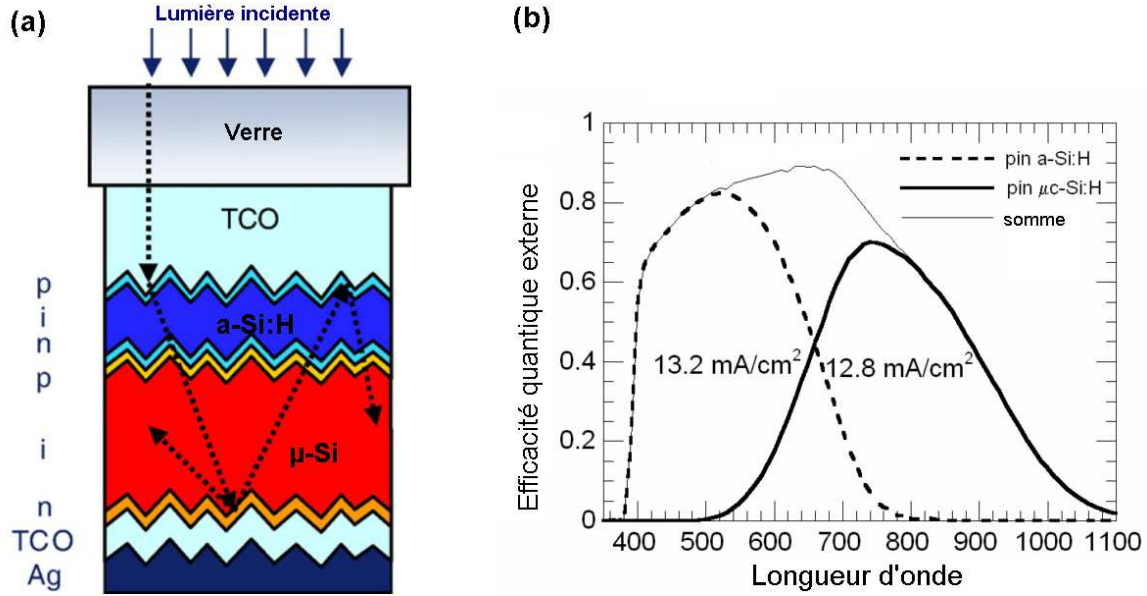 (a)
Lumière incidente
Verre
TCO
p
i
a-Si:H
n
p
i
µ-Si
n
TCO
Ag
(b)
Efficacité quantique externe
1
0.8
0.6
0.4
0.2
0
pin a-Si:H
pin µc-Si:H
somme
13.2 mA/cm²
12.8 mA/cm²
400 500 600 700 800 900 1000 1100
Longueur d'onde